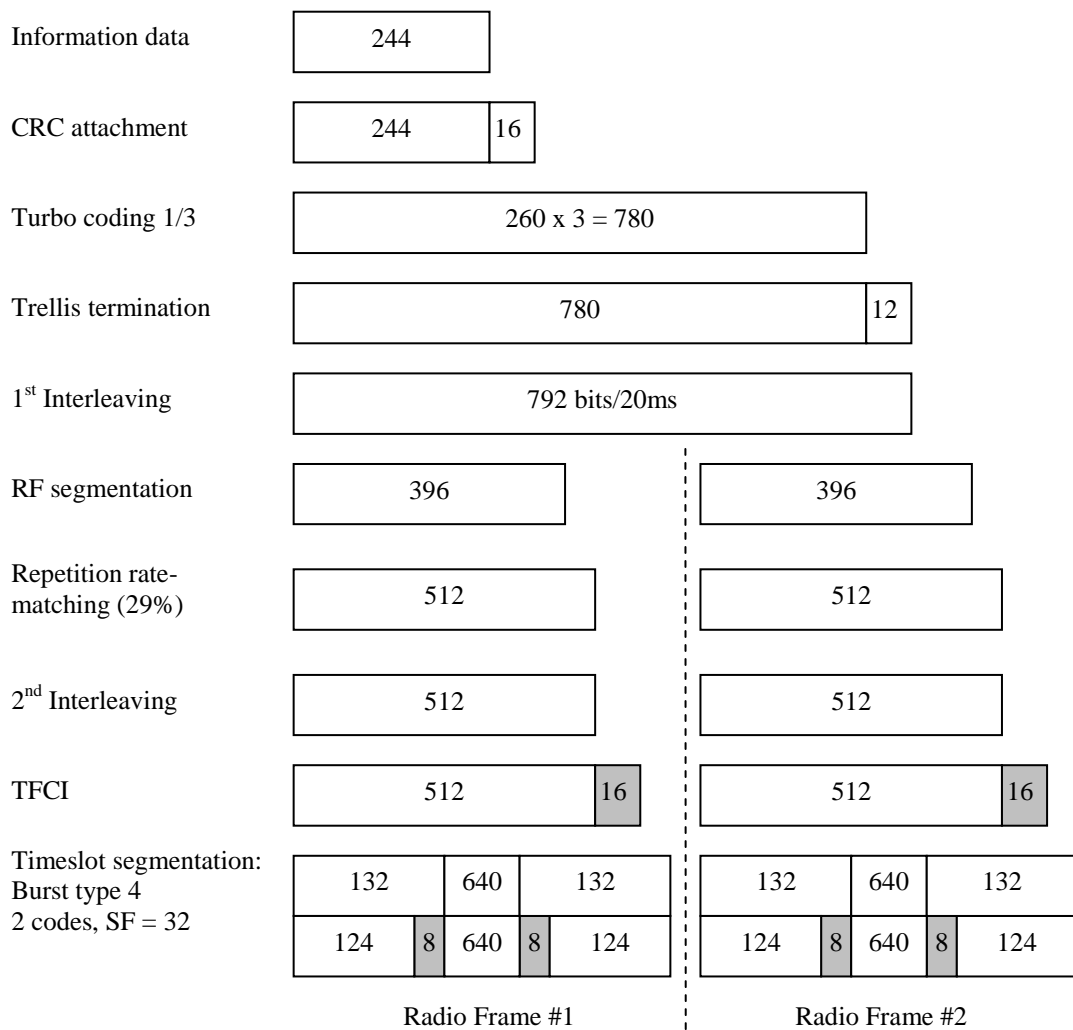 Information data
244
CRC attachment
244 16
Turbo coding 1/3
260 x 3 = 780
Trellis termination
780 12
1st Interleaving
792 bits/20ms
RF segmentation
396 396
Repetition rate-
matching (29%)
512 512
2nd Interleaving
512 512
TFCI
512 16 512 16
Timeslot segmentation:
Burst type 4
2 codes, SF = 32
132 640 132 132 640 132
124 8 640 8 124 124 8 640 8 124
Radio Frame #1 Radio Frame #2